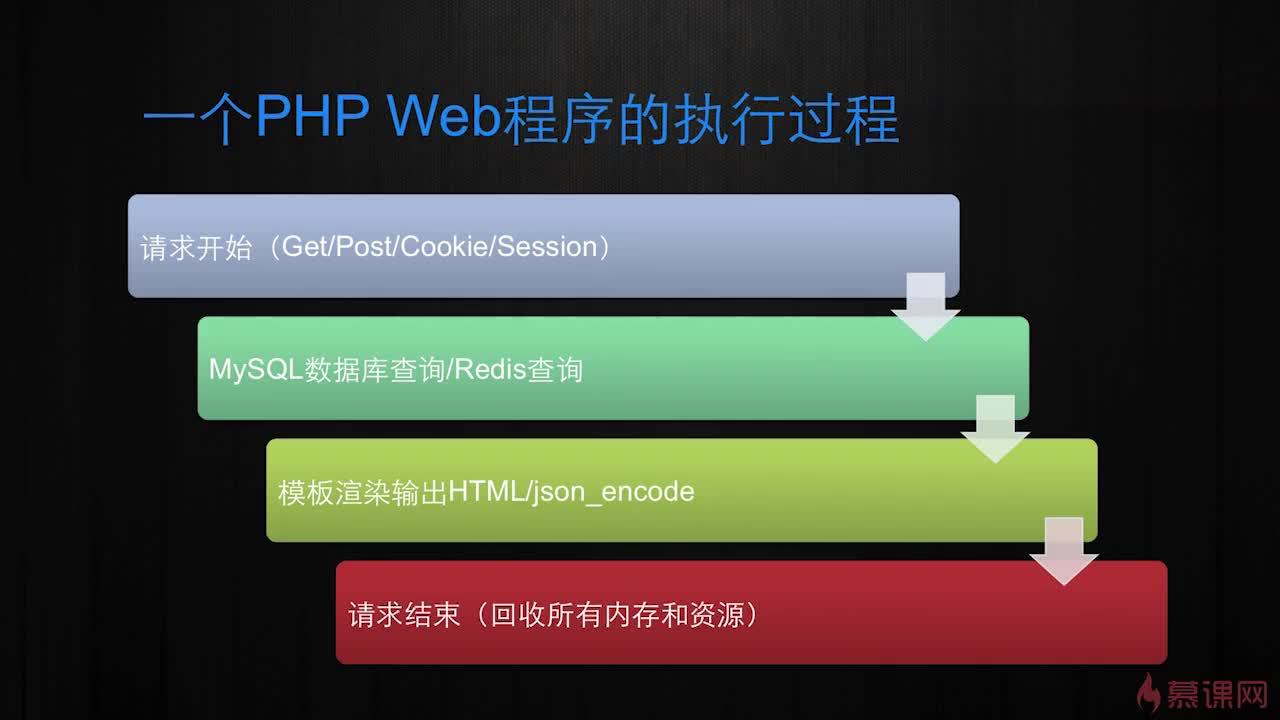 一个PHP Web程序的执行过程
请求开始（Get/Post/Cookie/Session）
MySQL数据库查询/Redis查询
模板渲染输出HTML/json_encode
请求结束（回收所有内存和资源）
慕课网